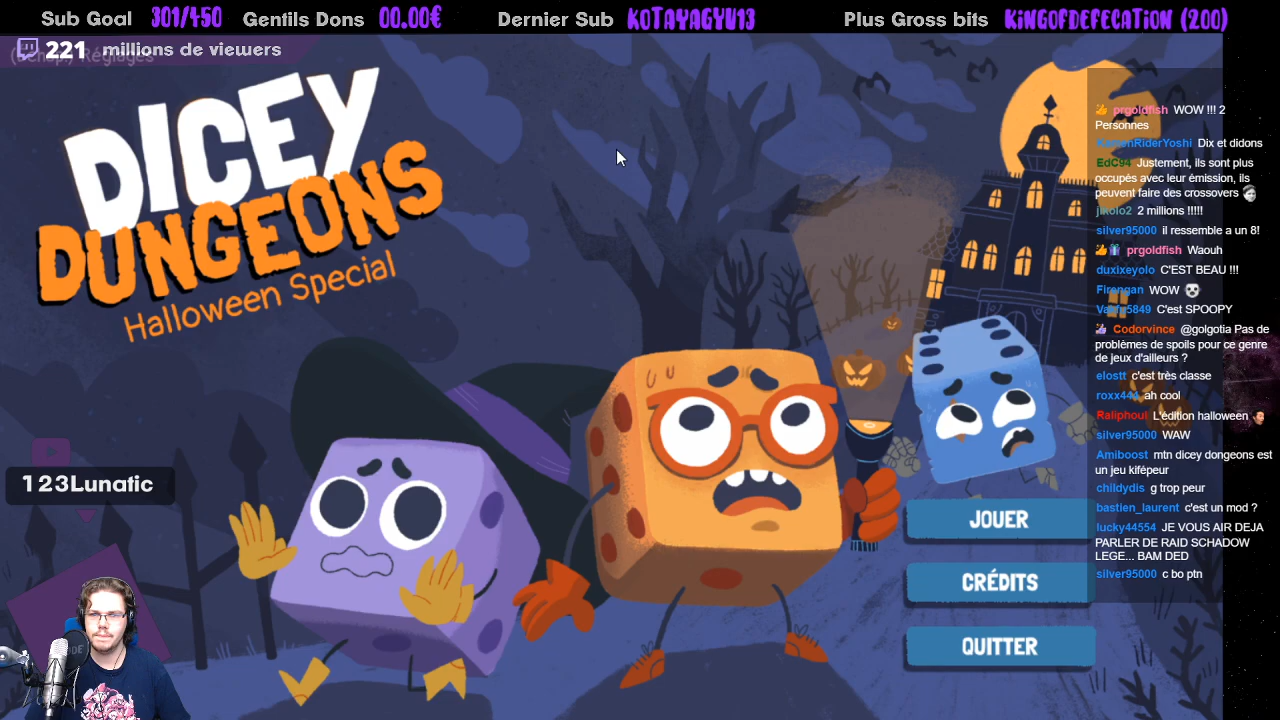 Sub Goal 301/450 Gentils Dons 00.00€ Dernier Sub KOTAYAGYU13 Plus Gross bits KINGOFDEFECATION (200)
221 millions de viewers
Réglages
DICEY
DUNGEONS
Halloween Special
prgoldfish WOW !!! 2
Personnes
KamenRiderYoshi Dix et didons
EdC94 Justement, ils sont plus
occupés avec leur émission, ils
peuvent faire des crossovers
2 millions !!!!!
silver95000 il ressemble a un 8!
prgoldfish Waouh
duxixeyolo C'EST BEAU !!!
Firengan WOW
C'est SPOOPY
Codorvince @golgotia Pas de
problèmes de spoils pour ce genre
de jeux d'ailleurs ?
elostt c'est très classe
ah cool
Raliphoul L'édition halloween
silver95000 WAW
Amiboost mtn dicey dongeons est
un jeu kifépeur
childydis g trop peur
bastien_laurent c'est un mod ?
lucky44554 JE VOUS AIR DEJA
PARLER DE RAID SCHADOW
LEGE... BAM DED
silver95000 c bo ptn
123Lunatic
JOUER
CRÉDITS
QUITTER